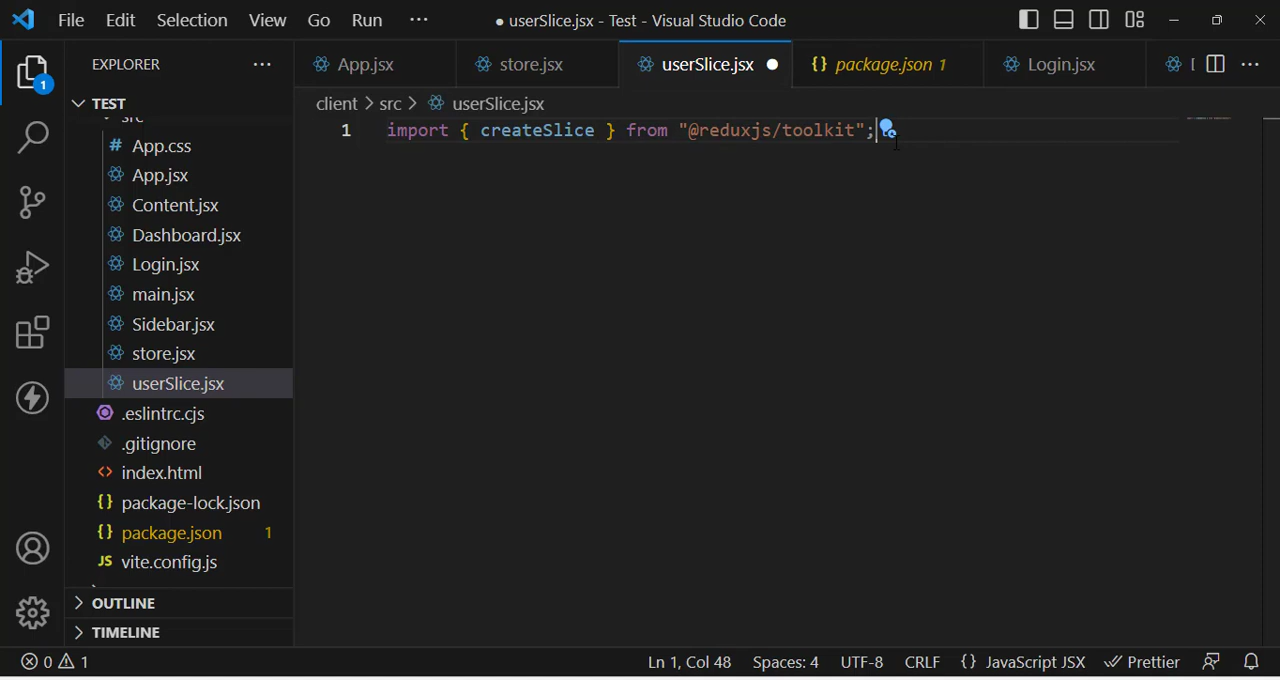 File Edit Selection View Go Run ··· ● userSlice.jsx - Test - Visual Studio Code
1
EXPLORER ···
TEST
src
# App.css
App.jsx
Content.jsx
Dashboard.jsx
Login.jsx
main.jsx
Sidebar.jsx
store.jsx
userSlice.jsx
.eslintrc.cjs
.gitignore
<> index.html
{} package-lock.json
{} package.json 1
JS vite.config.js
OUTLINE
TIMELINE
App.jsx store.jsx userSlice.jsx ● {} package.json 1 Login.jsx
client > src > userSlice.jsx
1 import { createSlice } from "@reduxjs/toolkit";
0 1 Ln 1, Col 48 Spaces: 4 UTF-8 CRLF {} JavaScript JSX Prettier